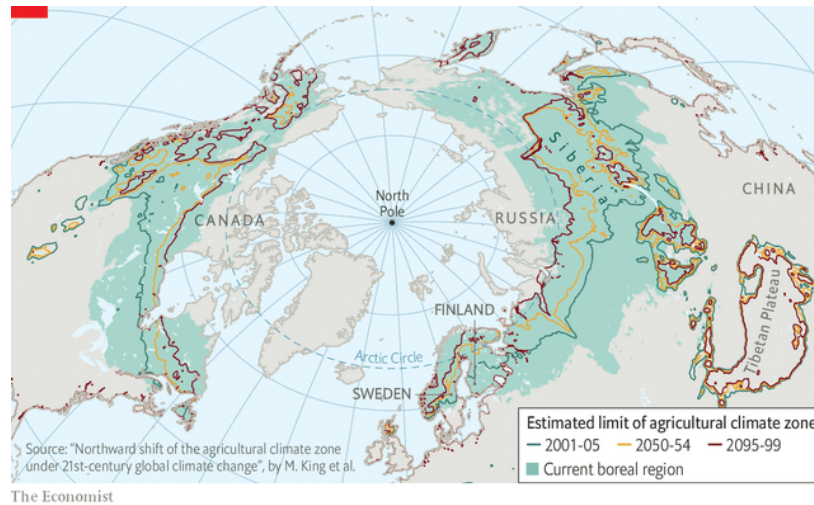 North
Pole
CANADA
RUSSIA
Siberia
CHINA
FINLAND
Arctic Circle
SWEDEN
Tibetan Plateau
Source: "Northward shift of the agricultural climate zone
under 21st-century global climate change", by M. King et al.
Estimated limit of agricultural climate zone
2001-05 2050-54 2095-99
Current boreal region
The Economist